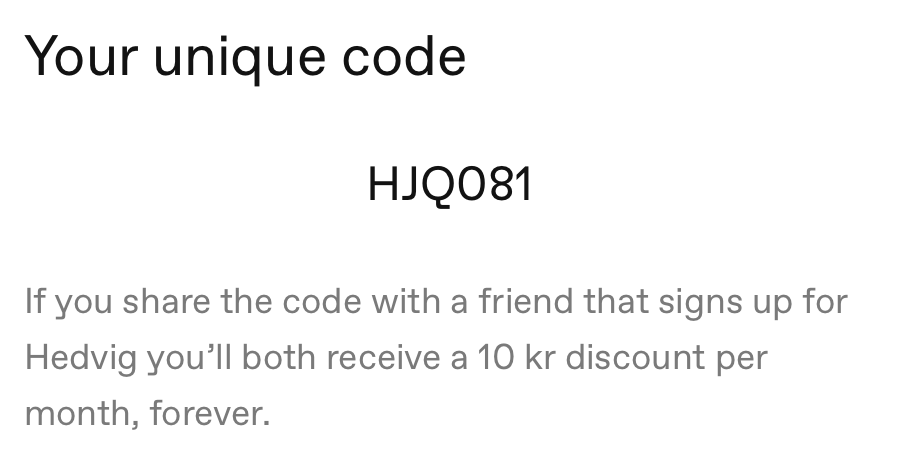 Your unique code
HJQ081
If you share the code with a friend that signs up for
Hedvig you’ll both receive a 10 kr discount per
month, forever.